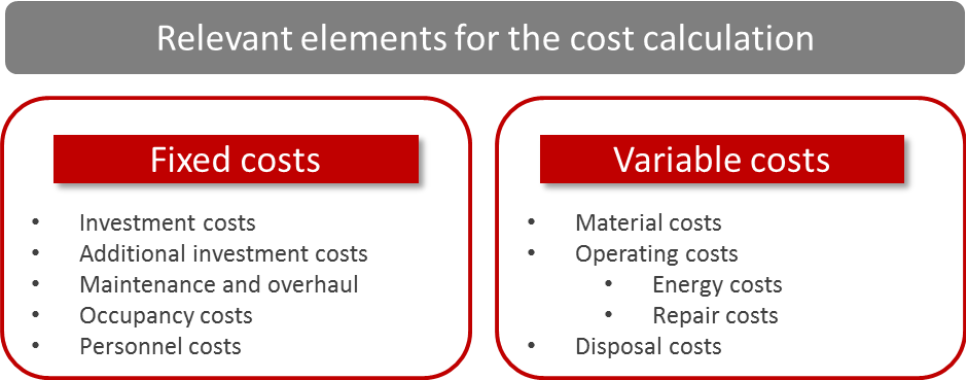 Relevant elements for the cost calculation
Fixed costs
• Investment costs
• Additional investment costs
• Maintenance and overhaul
• Occupancy costs
• Personnel costs
Variable costs
• Material costs
• Operating costs
• Energy costs
• Repair costs
• Disposal costs